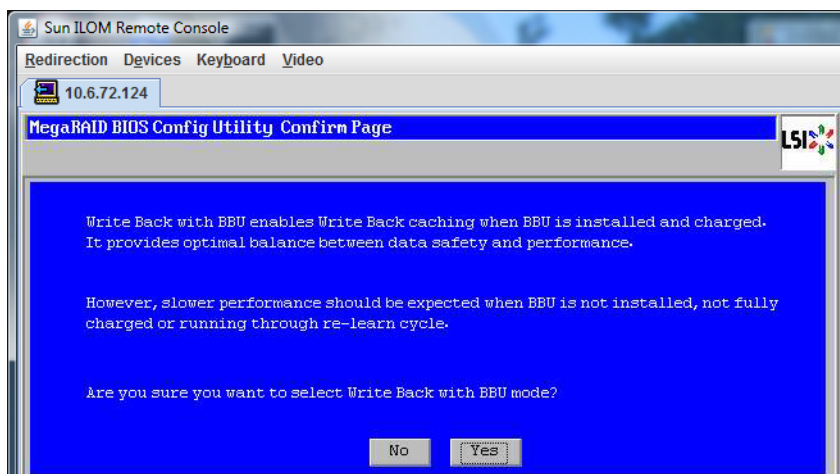 Sun ILOM Remote Console
Redirection Devices Keyboard Video
10.6.72.124
MegaRAID BIOS Config Utility Confirm Page
LSI
Write Back with BBU enables Write Back caching when BBU is installed and charged.
It provides optimal balance between data safety and performance.
However, slower performance should be expected when BBU is not installed, not fully
charged or running through re-learn cycle.
Are you sure you want to select Write Back with BBU mode?
No Yes